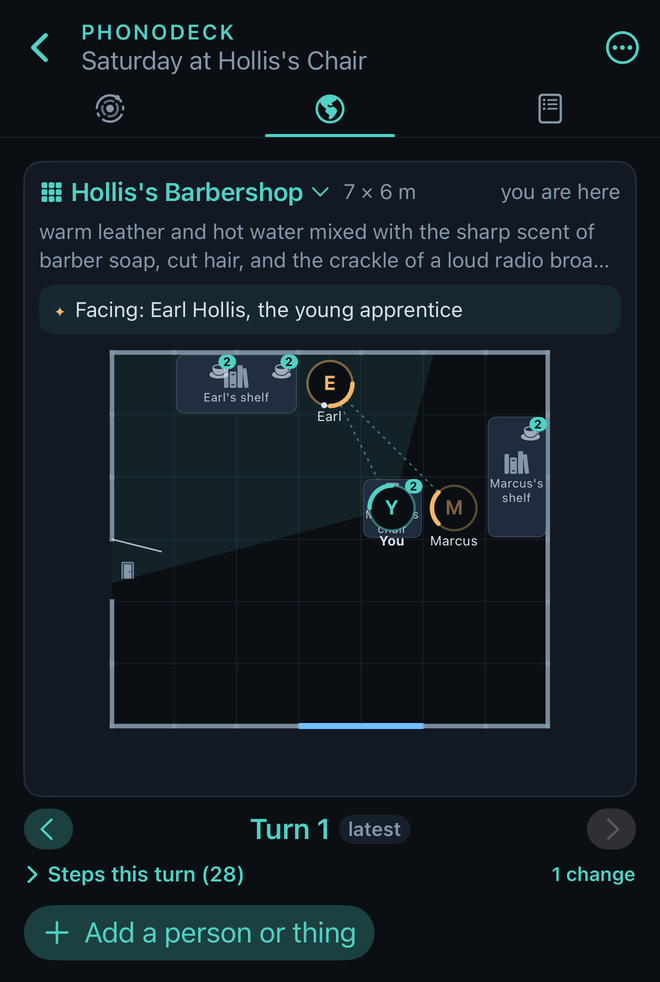 PHONODECK
Saturday at Hollis's Chair
Hollis's Barbershop 7 × 6 m you are here
warm leather and hot water mixed with the sharp scent of
barber soap, cut hair, and the crackle of a loud radio broa...
Facing: Earl Hollis, the young apprentice
2
2
E
Earl's shelf
Earl
2
Marcus's
shelf
2
Y
M
chair
You
Marcus
Turn 1 latest
Steps this turn (28)
1 change
Add a person or thing